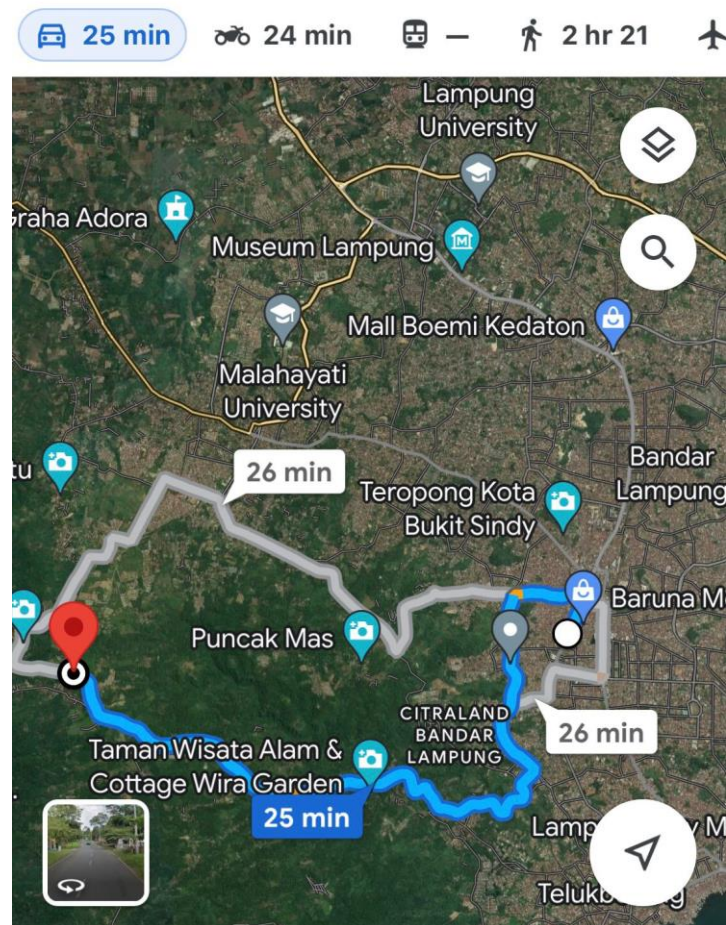 25 min 24 min — 2 hr 21
Lampung
University
Graha Adora
Museum Lampung
Mall Boemi Kedaton
Malahayati
University
tu
26 min
Bandar
Lampung
Teropong Kota
Bukit Sindy
Baruna M
Puncak Mas
CITRALAND
BANDAR
LAMPUNG
26 min
Taman Wisata Alam &
Cottage Wira Garden
25 min
Lamp
M
Telukb
g